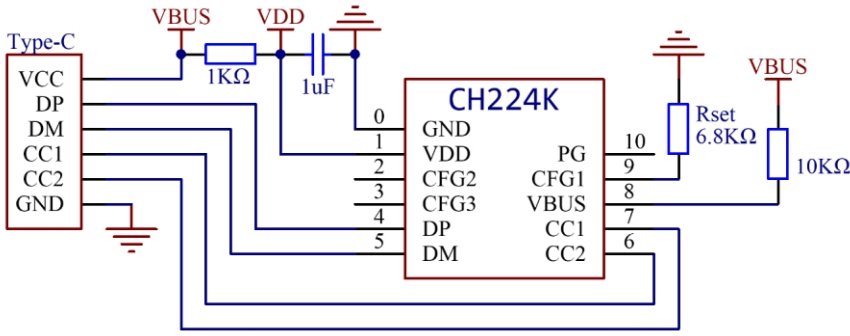 VBUS
VDD
Type-C
VCC
DP
DM
CC1
CC2
GND
1KΩ
1uF
CH224K
0 GND
1 VDD
2 CFG2
3 CFG3
4 DP
5 DM
PG 10
CFG1 9
VBUS 8
CC1 7
CC2 6
Rset
6.8KΩ
VBUS
10KΩ